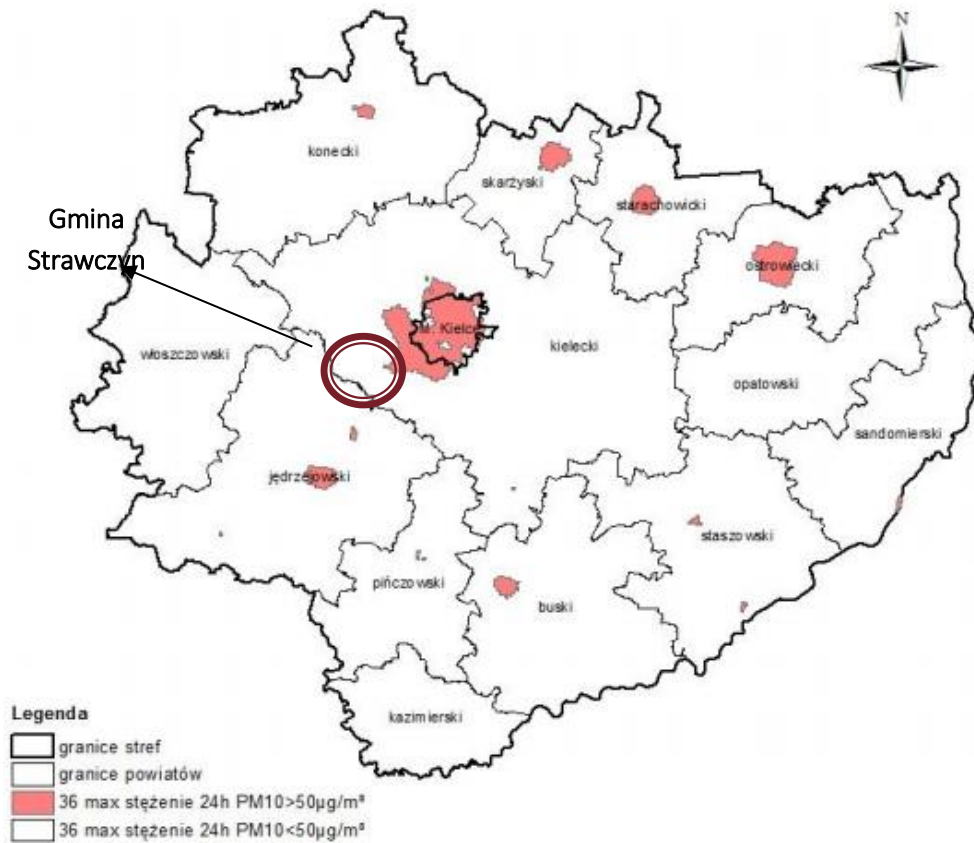 N
konecki
skarżyski
starachowicki
Gmina
Strawczyn
ostrowiecki
M. Kielce
włoszczowski
kielecki
opatowski
sandomierski
jędrzejowski
staszowski
pińczowski
buski
kazimierski
Legenda
granice stref
granice powiatów
36 max stężenie 24h PM10>50µg/m³
36 max stężenie 24h PM10<50µg/m³